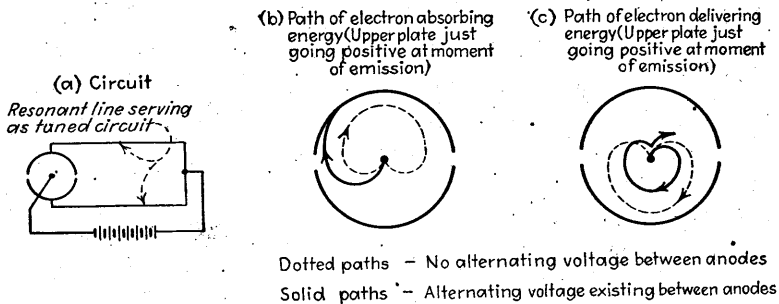 (a) Circuit
Resonant line serving
as tuned circuit
(b) Path of electron absorbing
energy(Upper plate just
going positive at moment
of emission)
(c) Path of electron delivering
energy(Upper plate just
going positive at moment
of emission)
Dotted paths - No alternating voltage between anodes
Solid paths - Alternating voltage existing between anodes